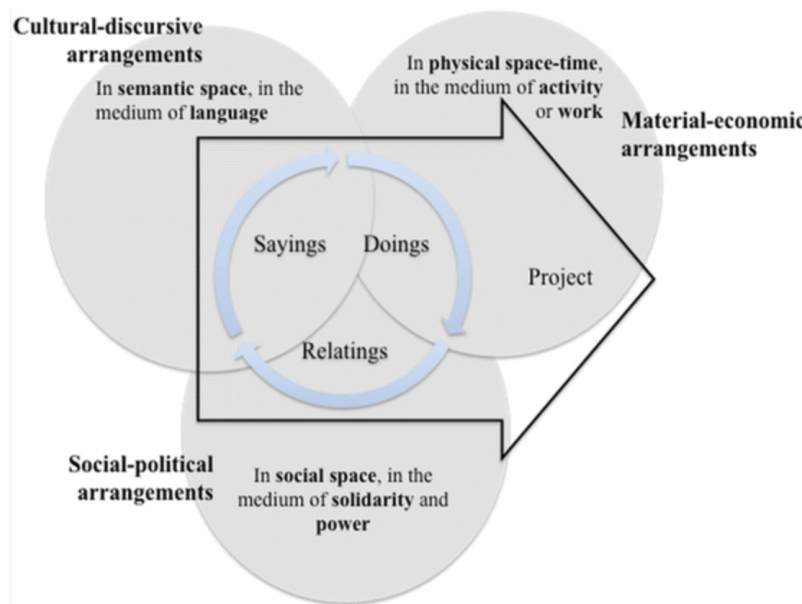 Cultural-discursive
arrangements
In semantic space, in the
medium of language
In physical space-time,
in the medium of activity
or work
Material-economic
arrangements
Sayings
Doings
Project
Relatings
Social-political
arrangements
In social space, in the
medium of solidarity and
power